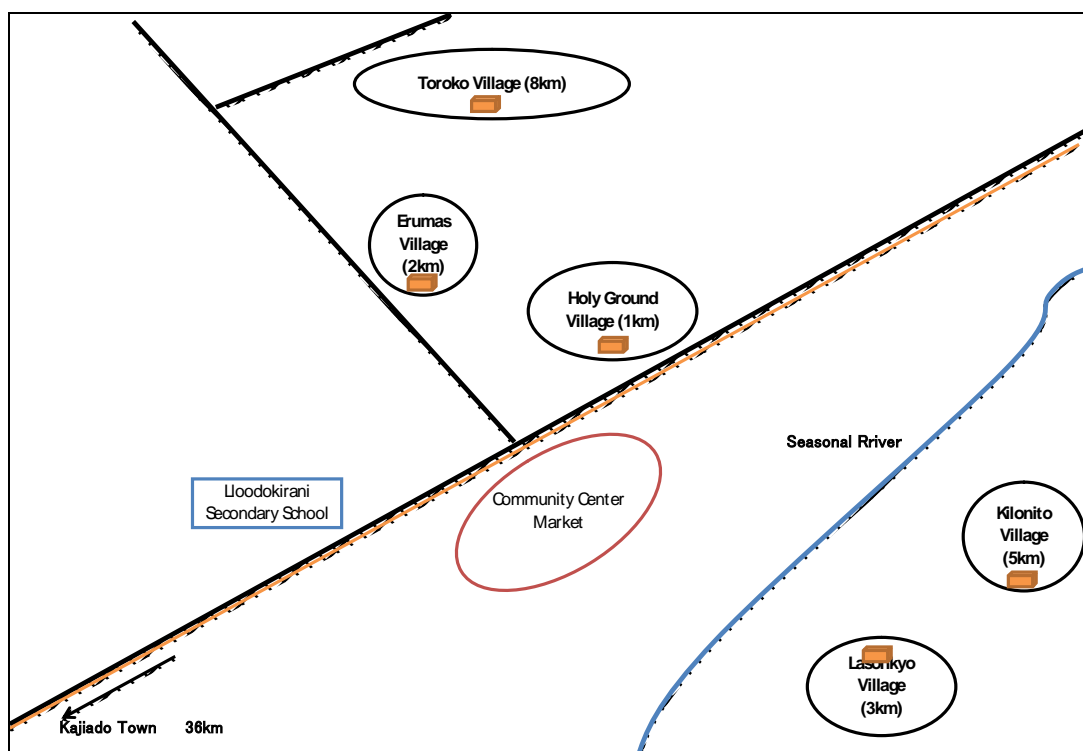 Toroko Village (8km)
Erumas
Village
(2km)
Holy Ground
Village (1km)
Seasonal Rriver
Lloodokirani
Secondary School
Community Center
Market
Kilonito
Village
(5km)
Village
(3km)
Kajiado Town 36km